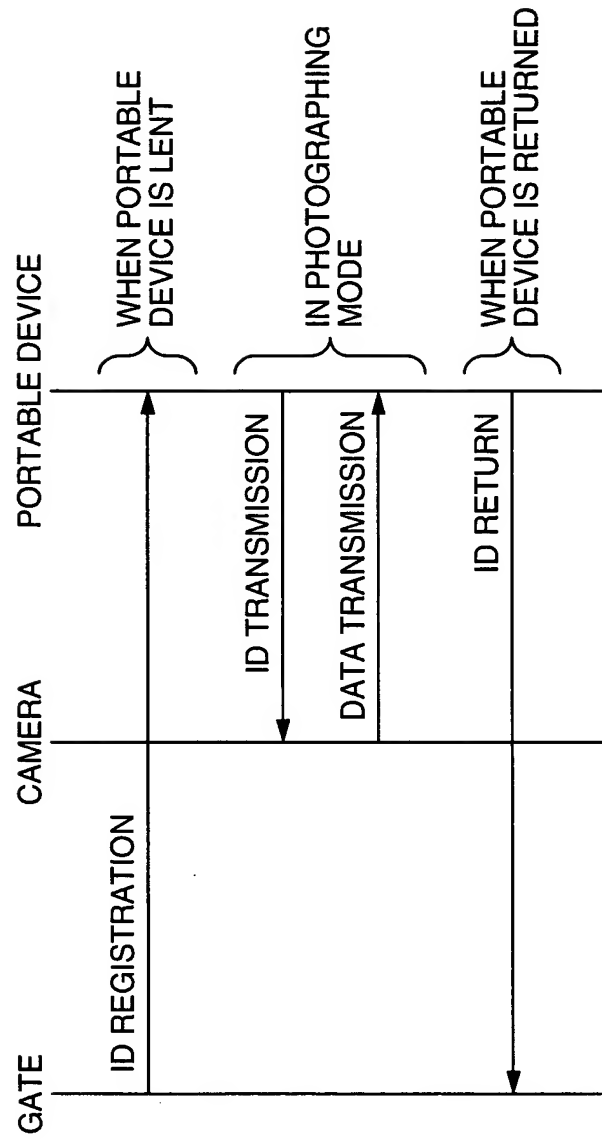 GATE
CAMERA
PORTABLE DEVICE
ID REGISTRATION
WHEN PORTABLE
DEVICE IS LENT
ID TRANSMISSION
DATA TRANSMISSION
IN PHOTOGRAPHING
MODE
ID RETURN
WHEN PORTABLE
DEVICE IS RETURNED